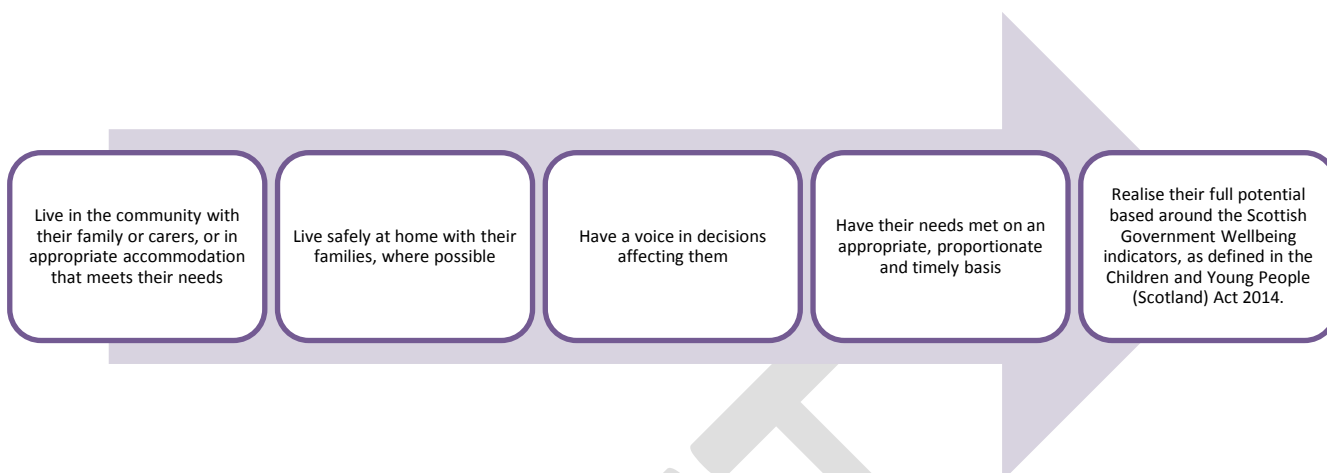 Live in the community with
their family or carers, or in
appropriate accommodation
that meets their needs
Live safely at home with their
families, where possible
Have a voice in decisions
affecting them
Have their needs met on an
appropriate, proportionate
and timely basis
Realise their full potential
based around the Scottish
Government Wellbeing
indicators, as defined in the
Children and Young People
(Scotland) Act 2014.